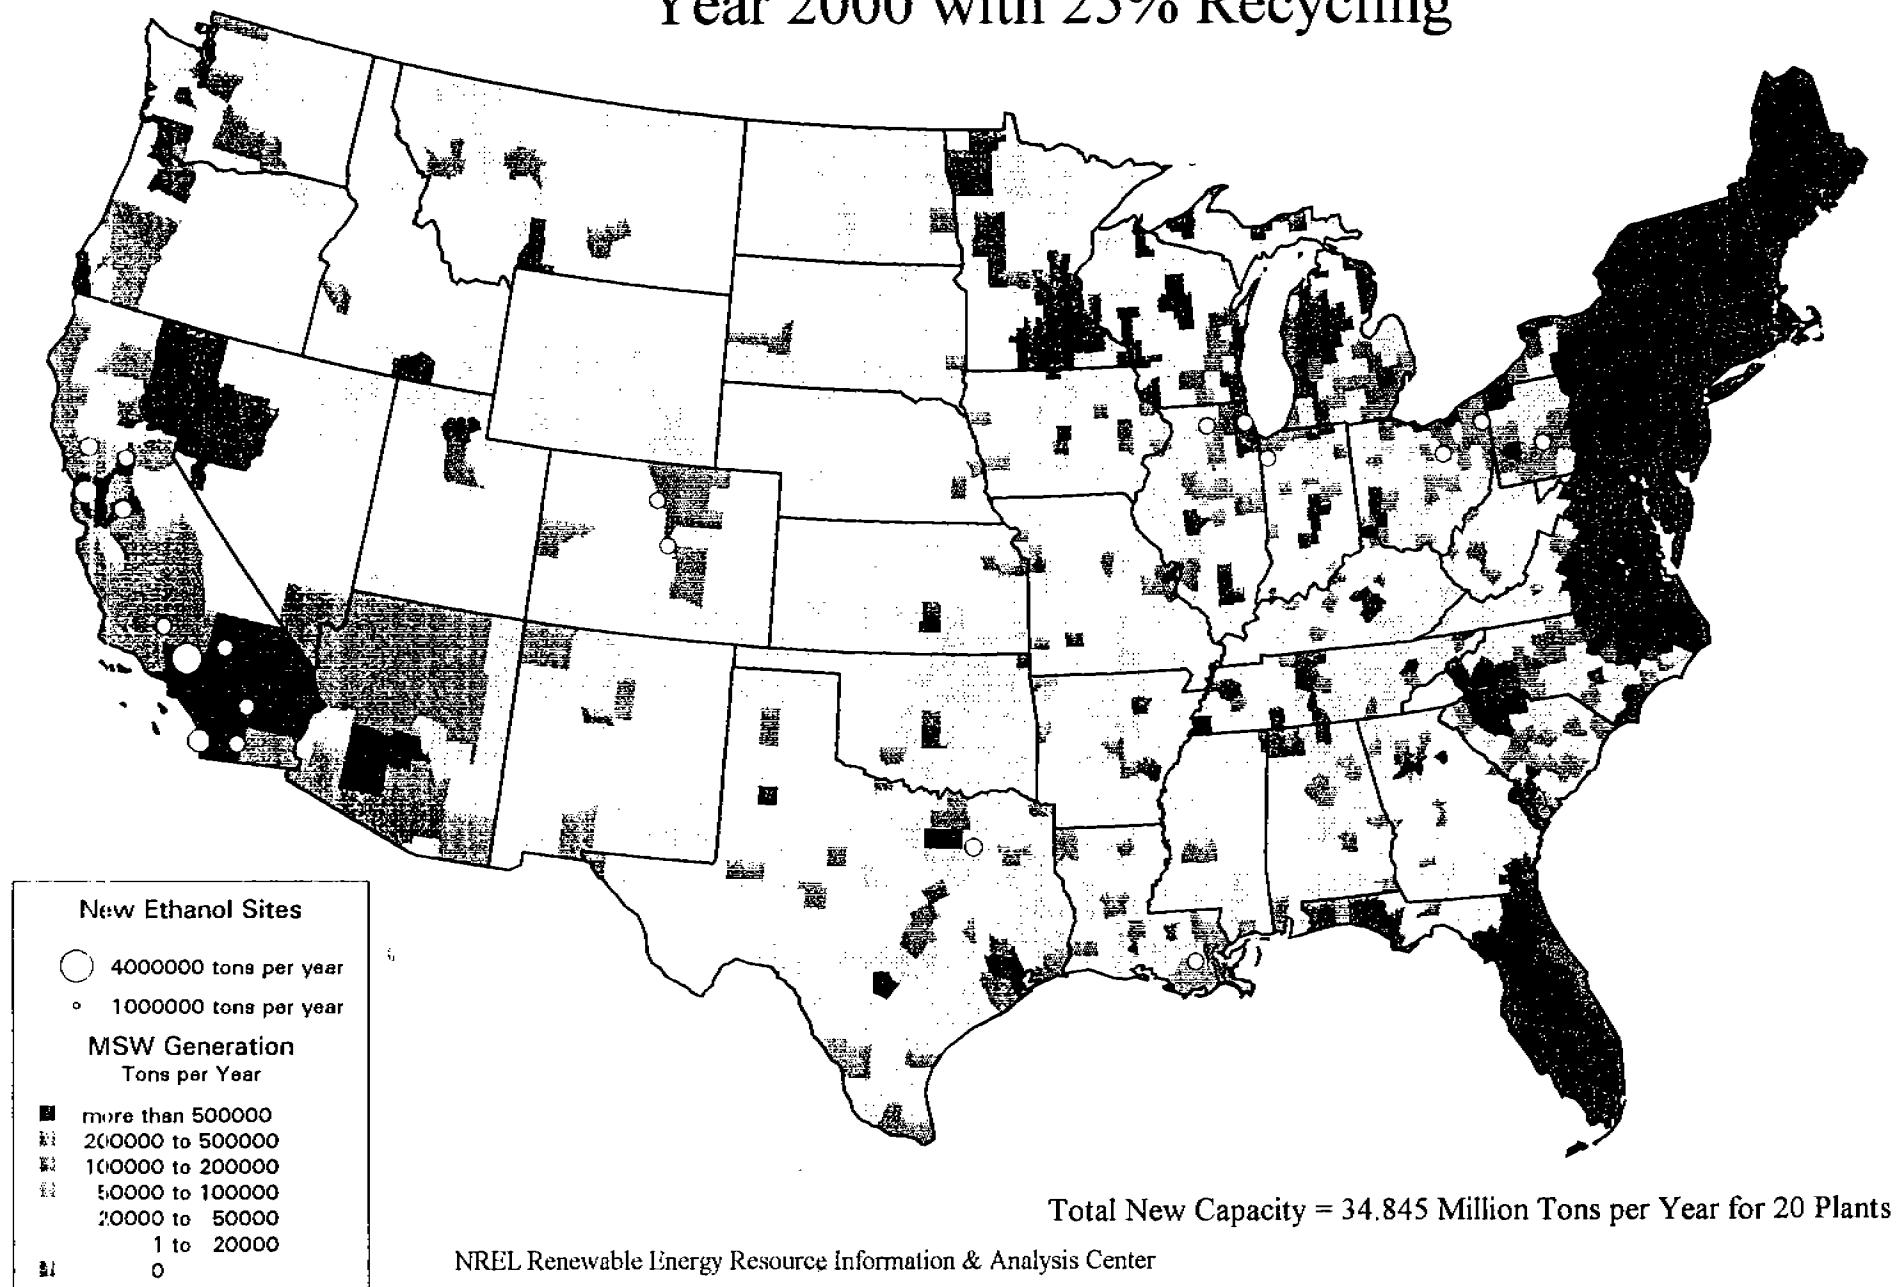 Year 2000 with 25% Recycling
New Ethanol Sites
4000000 tons per year
1000000 tons per year
MSW Generation
Tons per Year
more than 500000
200000 to 500000
100000 to 200000
50000 to 100000
20000 to 50000
1 to 20000
0
Total New Capacity = 34.845 Million Tons per Year for 20 Plants
NREL Renewable Energy Resource Information & Analysis Center